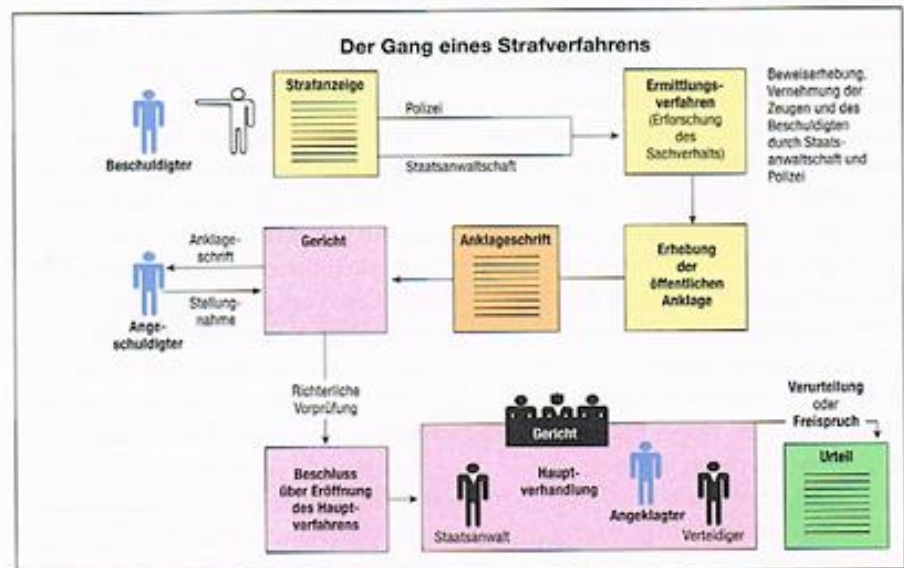 Der Gang eines Strafverfahrens
Strafanzeige
Polizei
Staatsanwaltschaft
Beschuldigter
Ermittlungs-
verfahren
(Erforschung
des
Sachverhalts)
Beweiserhebung,
Vernehmung der
Zeugen und des
Beschuldigten
durch Staats-
anwaltschaft und
Polizei
Anklage-
schrift
Stellung-
nahme
Ange-
schuldigter
Gericht
Anklageschrift
Erhebung
der
öffentlichen
Anklage
Richterliche
Vorprüfung
Beschluss
über Eröffnung
des Haupt-
verfahrens
Gericht
Haupt-
verhandlung
Staatsanwalt
Angeklagter
Verteidiger
Verurteilung
oder
Freispruch
Urteil